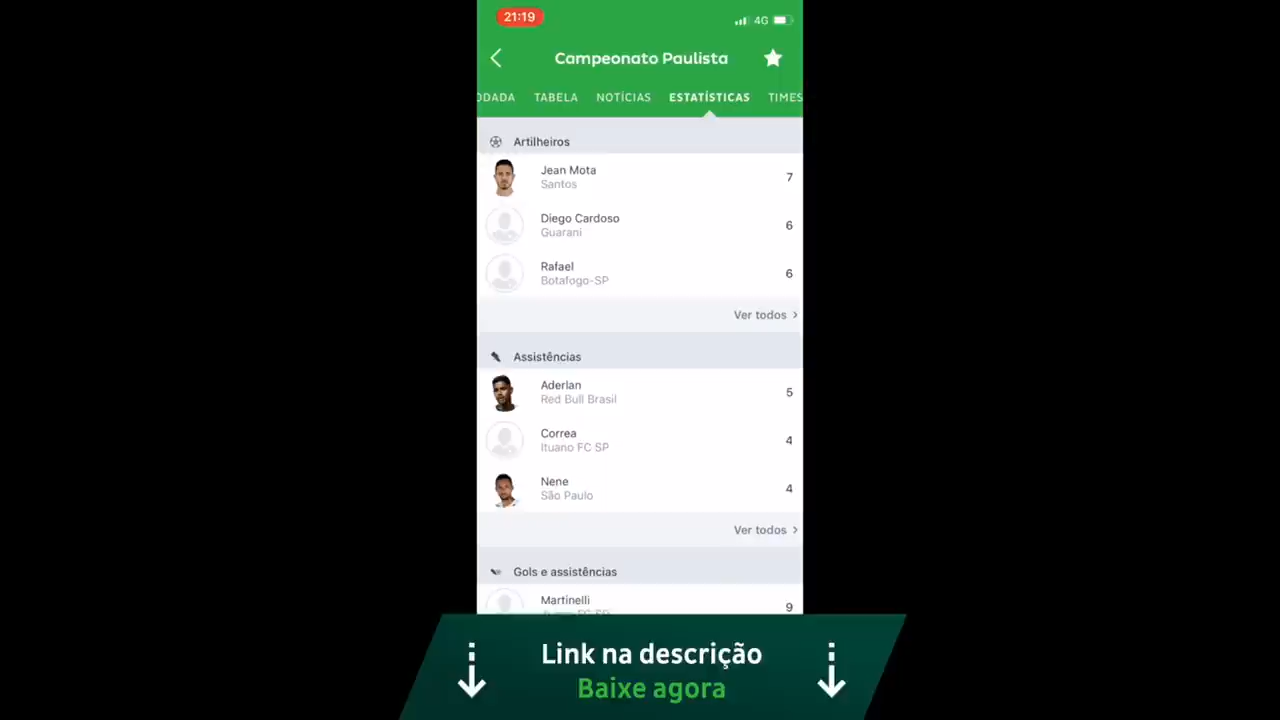 21:19
4G
Campeonato Paulista
ODADA TABELA NOTÍCIAS ESTATÍSTICAS TIMES
Artilheiros
Jean Mota
Santos
7
Diego Cardoso
Guarani
6
Rafael
Botafogo-SP
6
Ver todos
Assistências
Aderlan
Red Bull Brasil
5
Correa
Ituano FC SP
4
Nene
São Paulo
4
Ver todos
Gols e assistências
Martinelli
9
Link na descrição
Baixe agora